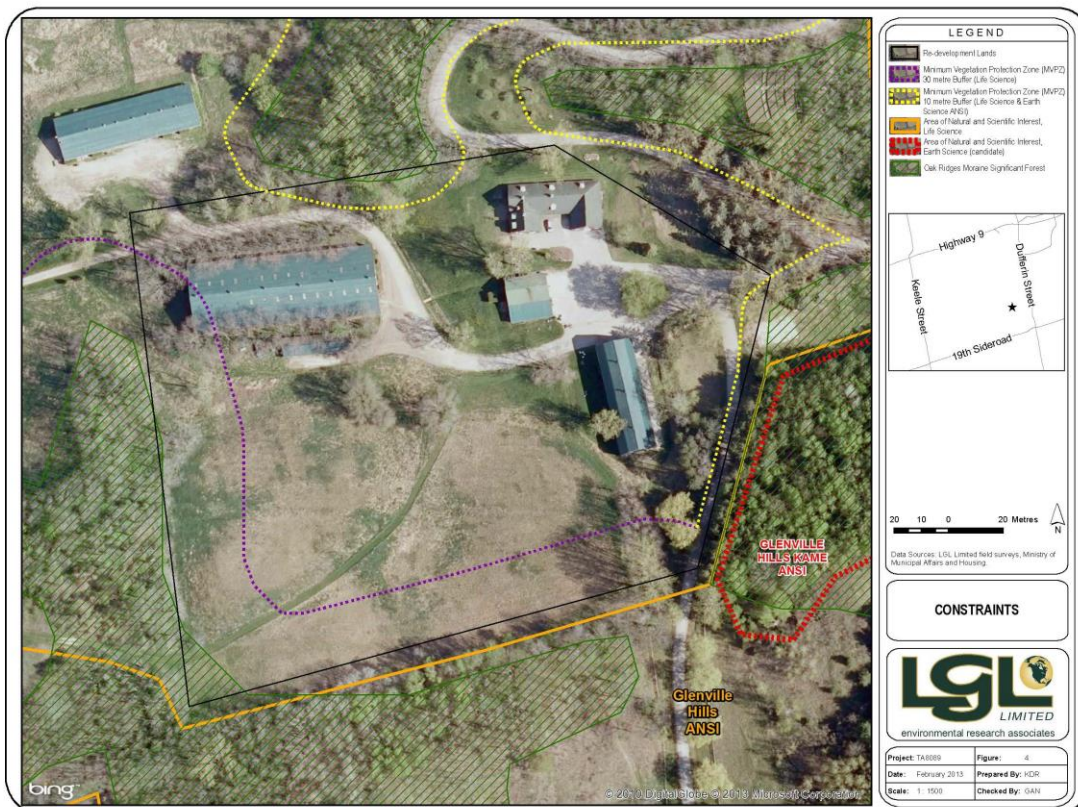 LEGEND
Re-development Lands
Minimum Vegetation Protection Zone (MVPZ)
30 metre Buffer (Life Science)
Minimum Vegetation Protection Zone (MVPZ)
10 metre Buffer (Life Science & Earth
Science ANSI)
Area of Natural and Scientific Interest,
Life Science
Area of Natural and Scientific Interest,
Earth Science (candidate)
Oak Ridges Moraine Significant Forest
Highway 9
Keele Street
Dufferin Street
19th Sideroad
20 10 0 20 Metres
N
Data Sources: LGL Limited field surveys, Ministry of
Municipal Affairs and Housing.
CONSTRAINTS
LGL
LIMITED
environmental research associates
Project: TA8089 Figure: 4
Date: February 2013 Prepared By: KDR
Scale: 1: 1500 Checked By: GAN
GLENVILLE
HILLS KAME
ANSI
Glenville
Hills
ANSI
bing
© 2010 DigitalGlobe © 2013 Microsoft Corporation